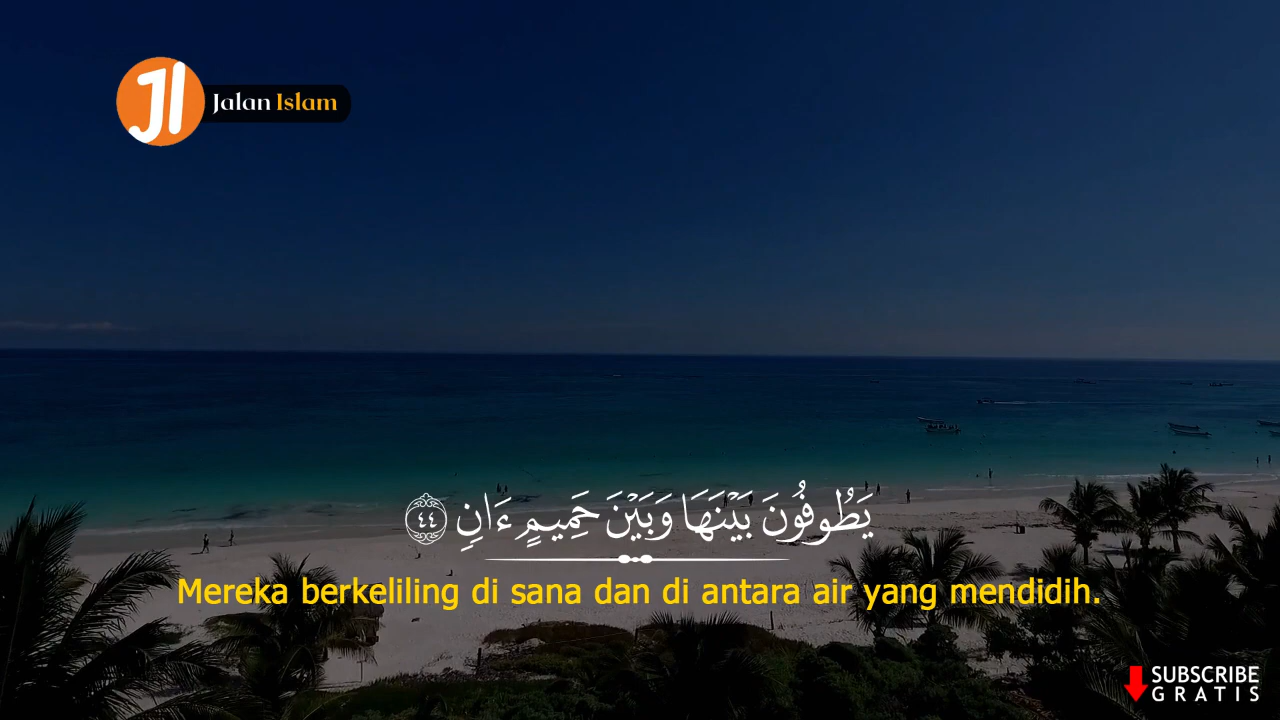 JI
Jalan Islam
يَطُوفُونَ بَيْنَهَا وَبَيْنَ حَمِيمٍ ءَانٍ ٤٤
Mereka berkeliling di sana dan di antara air yang mendidih.
SUBSCRIBE
GRATIS